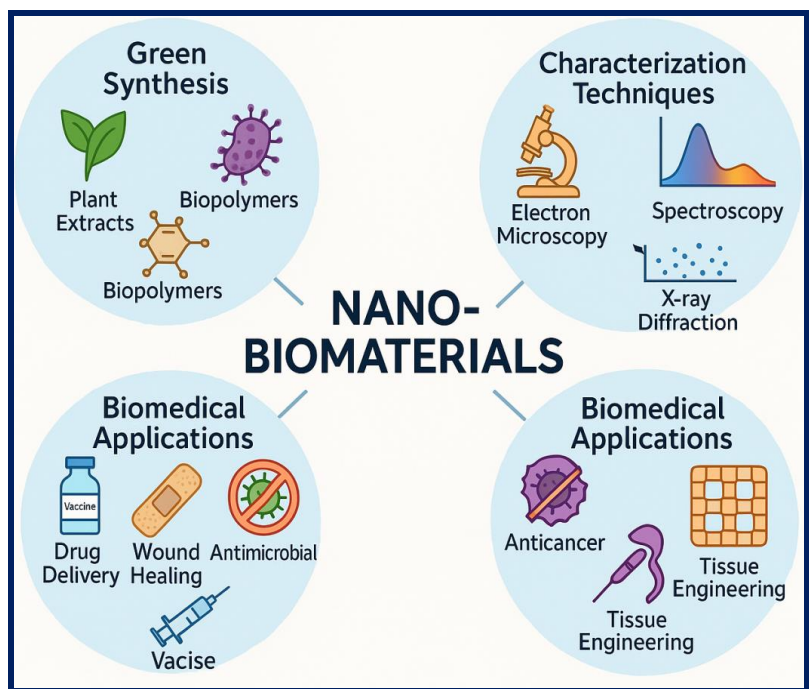 Green
Synthesis
Plant
Extracts
Biopolymers
Biopolymers
Characterization
Techniques
Electron
Microscopy
Spectroscopy
X-ray
Diffraction
NANO-
BIOMATERIALS
Biomedical
Applications
Vaccine
Drug
Delivery
Wound
Healing
Antimicrobial
Vacise
Biomedical
Applications
Anticancer
Tissue
Engineering
Tissue
Engineering